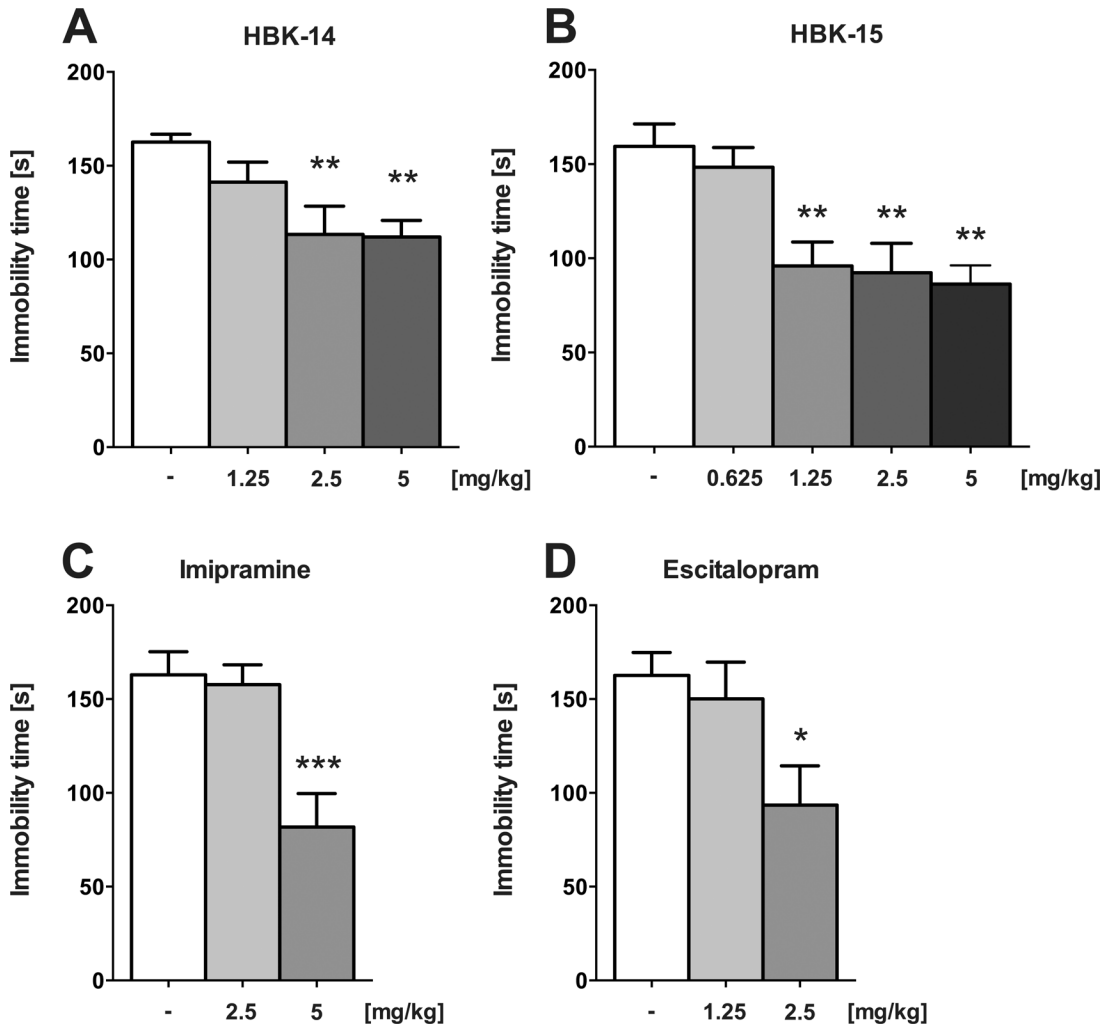 A
HBK-14
Immobility time [s]
200
150
100
50
0
**
**
- 1.25 2.5 5 [mg/kg]
B
HBK-15
Immobility time [s]
200
150
100
50
0
**
**
**
- 0.625 1.25 2.5 5 [mg/kg]
C
Imipramine
Immobility time [s]
200
150
100
50
0
***
- 2.5 5 [mg/kg]
D
Escitalopram
Immobility time [s]
200
150
100
50
0
*
- 1.25 2.5 [mg/kg]